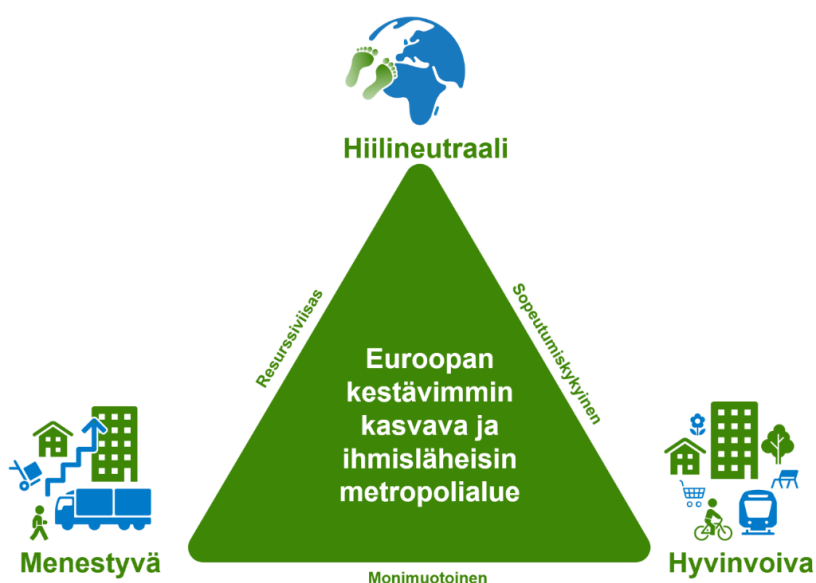 Hiilineutraali
Resurssiviisas
Sopeutumiskykyinen
Euroopan
kestävimmin
kasvava ja
ihmisläheisin
metropolialue
Menestyvä
Hyvinvoiva
Monimuotoinen